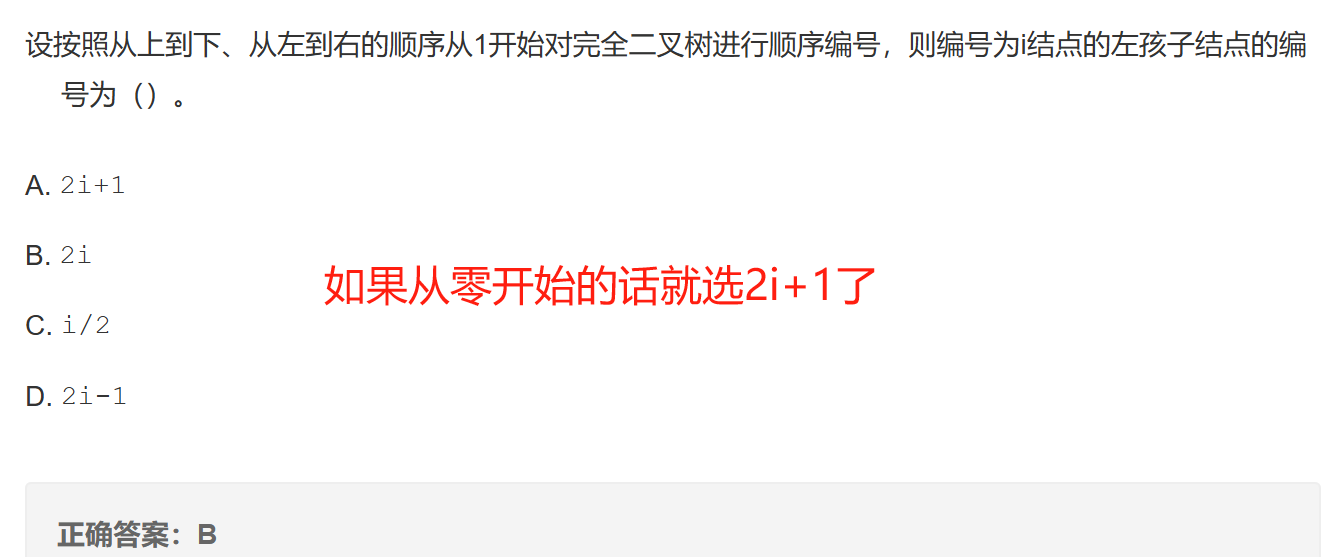 设按照从上到下、从左到右的顺序从1开始对完全二叉树进行顺序编号，则编号为i结点的左孩子结点的编
号为（）。
A. 2i+1
B. 2i
如果从零开始的话就选2i+1了
C. i/2
D. 2i-1
正确答案：B